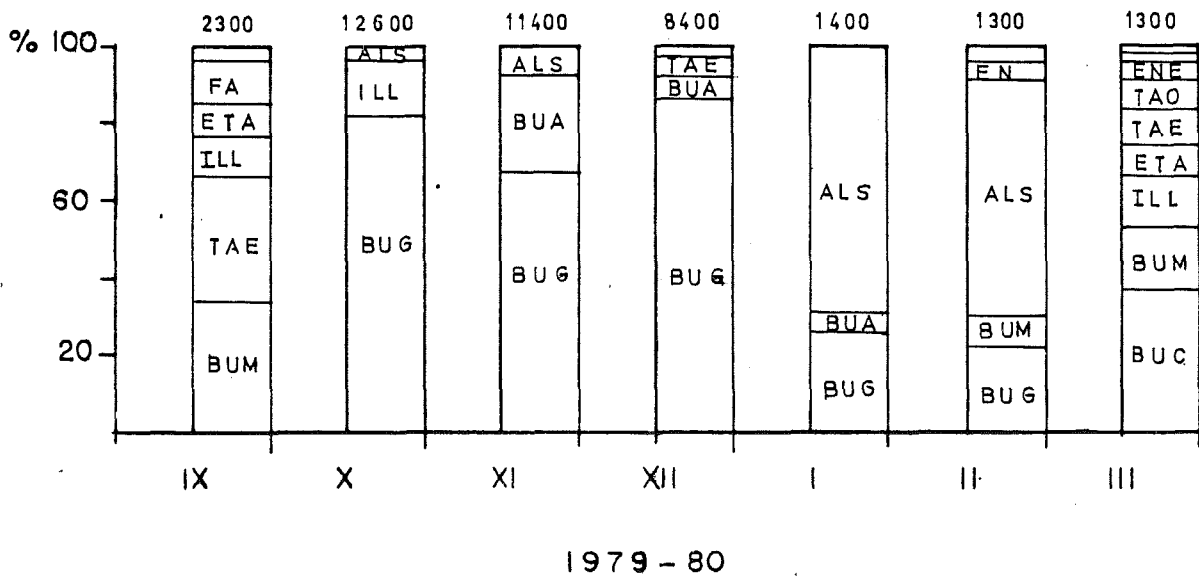 2300 12600 11400 8400 1400 1300 1300
% 100
60
20
FA
ETA
ILL
TAE
BUM
ALS
ILL
BUG
ALS
BUA
BUG
TAE
BUA
BUG
ALS
BUA
BUG
EN
ALS
BUM
BUG
ENE
TAO
TAE
ETA
ILL
BUM
BUC
IX X XI XII I II III
1979-80